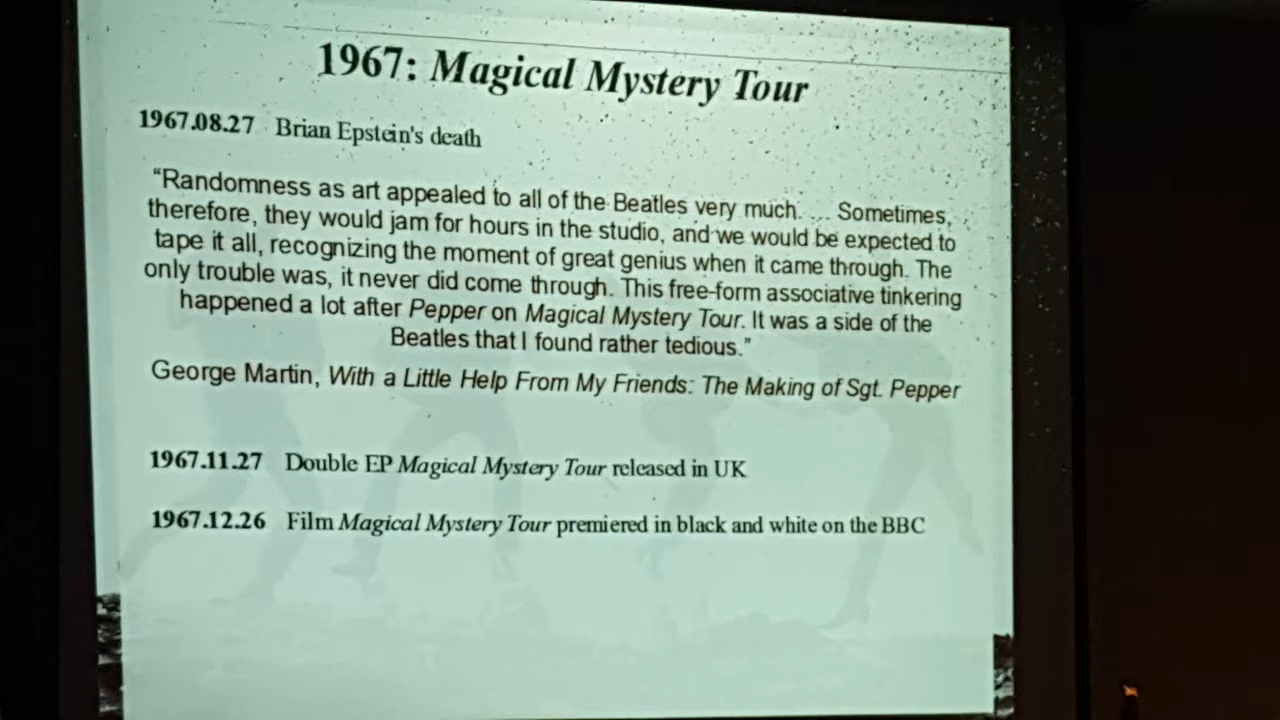 1967: Magical Mystery Tour
1967.08.27 Brian Epstein's death
“Randomness as art appealed to all of the Beatles very much. ... Sometimes,
therefore, they would jam for hours in the studio, and we would be expected to
tape it all, recognizing the moment of great genius when it came through. The
only trouble was, it never did come through. This free-form associative tinkering
happened a lot after Pepper on Magical Mystery Tour. It was a side of the
Beatles that I found rather tedious.”
George Martin, With a Little Help From My Friends: The Making of Sgt. Pepper
1967.11.27 Double EP Magical Mystery Tour released in UK
1967.12.26 Film Magical Mystery Tour premiered in black and white on the BBC